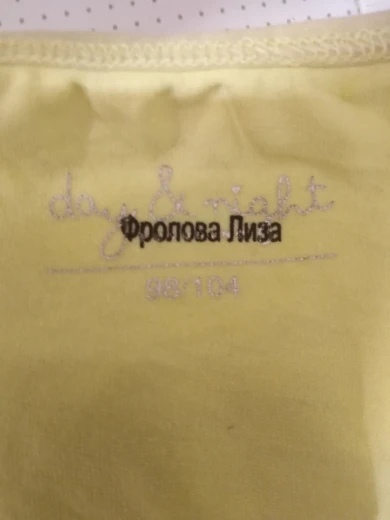 day & night
Фролова Лиза
98/104